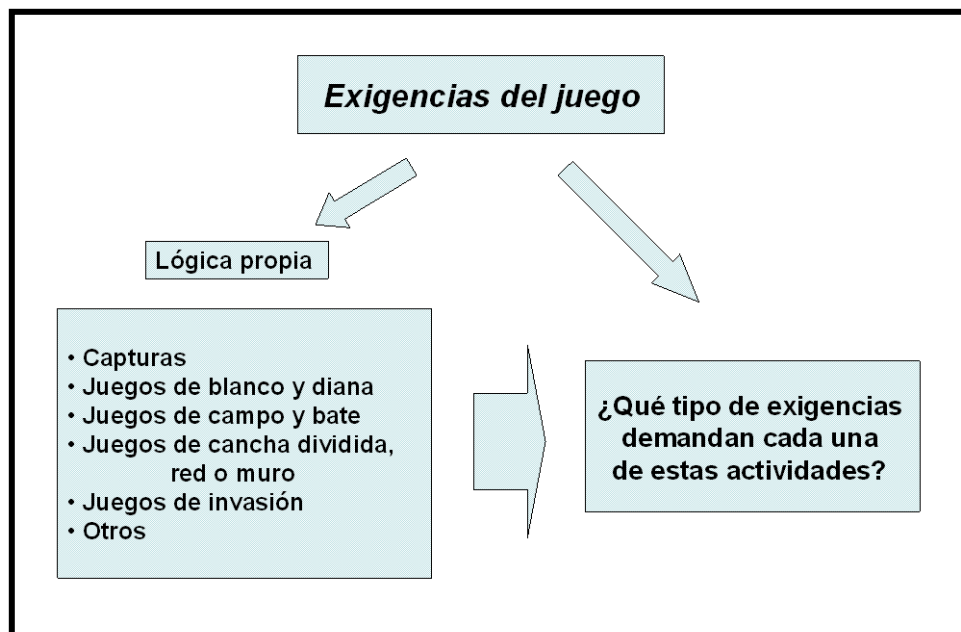 Exigencias del juego
Lógica propia
• Capturas
• Juegos de blanco y diana
• Juegos de campo y bate
• Juegos de cancha dividida,
red o muro
• Juegos de invasión
• Otros
¿Qué tipo de exigencias
demandan cada una
de estas actividades?